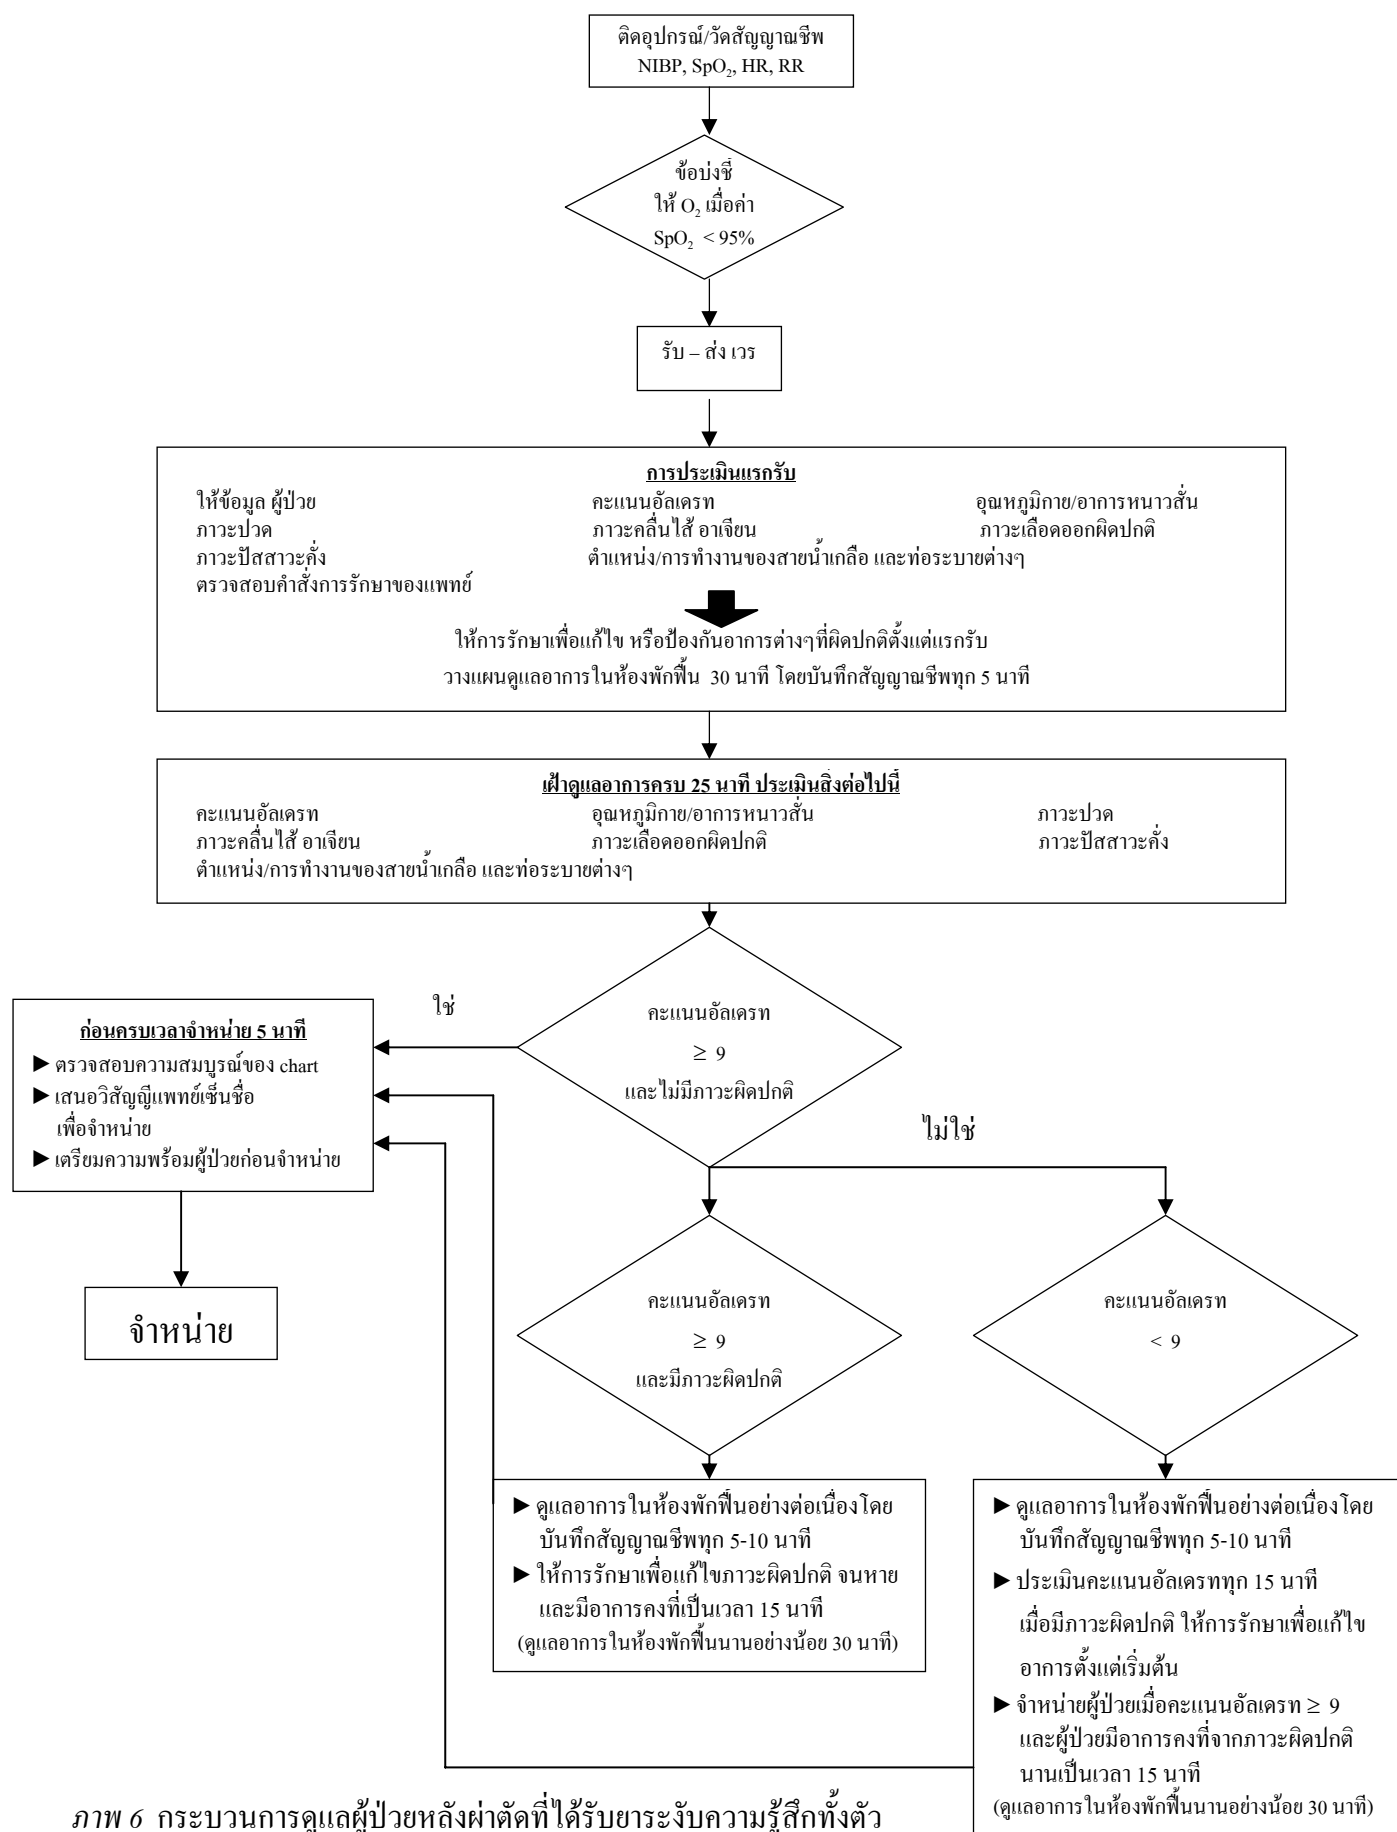 ติดอุปกรณ์/วัดสัญญาณชีพ
NIBP, SpO₂, HR, RR
ข้อบ่งชี้
ให้ O₂ เมื่อค่า
SpO₂ < 95%
รับ – ส่ง เวร
การประเมินแรกรับ
ให้ข้อมูล ผู้ป่วย คะแนนอัลเดรท อุณหภูมิกาย/อาการหนาวสั่น
ภาวะปวด ภาวะคลื่นไส้ อาเจียน ภาวะเลือดออกผิดปกติ
ภาวะปัสสาวะคั่ง ตำแหน่ง/การทำงานของสายน้ำเกลือ และท่อระบายต่างๆ
ตรวจสอบคำสั่งการรักษาของแพทย์
ให้การรักษาเพื่อแก้ไข หรือป้องกันอาการต่างๆที่ผิดปกติตั้งแต่แรกรับ
วางแผนดูแลอาการในห้องพักฟื้น 30 นาที โดยบันทึกสัญญาณชีพทุก 5 นาที
เฝ้าดูแลอาการครบ 25 นาที ประเมินสิ่งต่อไปนี้
คะแนนอัลเดรท อุณหภูมิกาย/อาการหนาวสั่น ภาวะปวด
ภาวะคลื่นไส้ อาเจียน ภาวะเลือดออกผิดปกติ ภาวะปัสสาวะคั่ง
ตำแหน่ง/การทำงานของสายน้ำเกลือ และท่อระบายต่างๆ
คะแนนอัลเดรท
≥ 9
และไม่มีภาวะผิดปกติ
ใช่
ไม่ใช่
ก่อนครบเวลาจำหน่าย 5 นาที
► ตรวจสอบความสมบูรณ์ของ chart
► เสนอวิสัญญีแพทย์เซ็นชื่อ
เพื่อจำหน่าย
► เตรียมความพร้อมผู้ป่วยก่อนจำหน่าย
จำหน่าย
คะแนนอัลเดรท
≥ 9
และมีภาวะผิดปกติ
คะแนนอัลเดรท
< 9
► ดูแลอาการในห้องพักฟื้นอย่างต่อเนื่องโดย
บันทึกสัญญาณชีพทุก 5-10 นาที
► ให้การรักษาเพื่อแก้ไขภาวะผิดปกติ จนหาย
และมีอาการคงที่เป็นเวลา 15 นาที
(ดูแลอาการในห้องพักฟื้นนานอย่างน้อย 30 นาที)
► ดูแลอาการในห้องพักฟื้นอย่างต่อเนื่องโดย
บันทึกสัญญาณชีพทุก 5-10 นาที
► ประเมินคะแนนอัลเดรททุก 15 นาที
เมื่อมีภาวะผิดปกติ ให้การรักษาเพื่อแก้ไข
อาการตั้งแต่เริ่มต้น
► จำหน่ายผู้ป่วยเมื่อคะแนนอัลเดรท ≥ 9
และผู้ป่วยมีอาการคงที่จากภาวะผิดปกติ
นานเป็นเวลา 15 นาที
(ดูแลอาการในห้องพักฟื้นนานอย่างน้อย 30 นาที)
ภาพ 6 กระบวนการดูแลผู้ป่วยหลังผ่าตัดที่ได้รับยาระงับความรู้สึกทั้งตัว